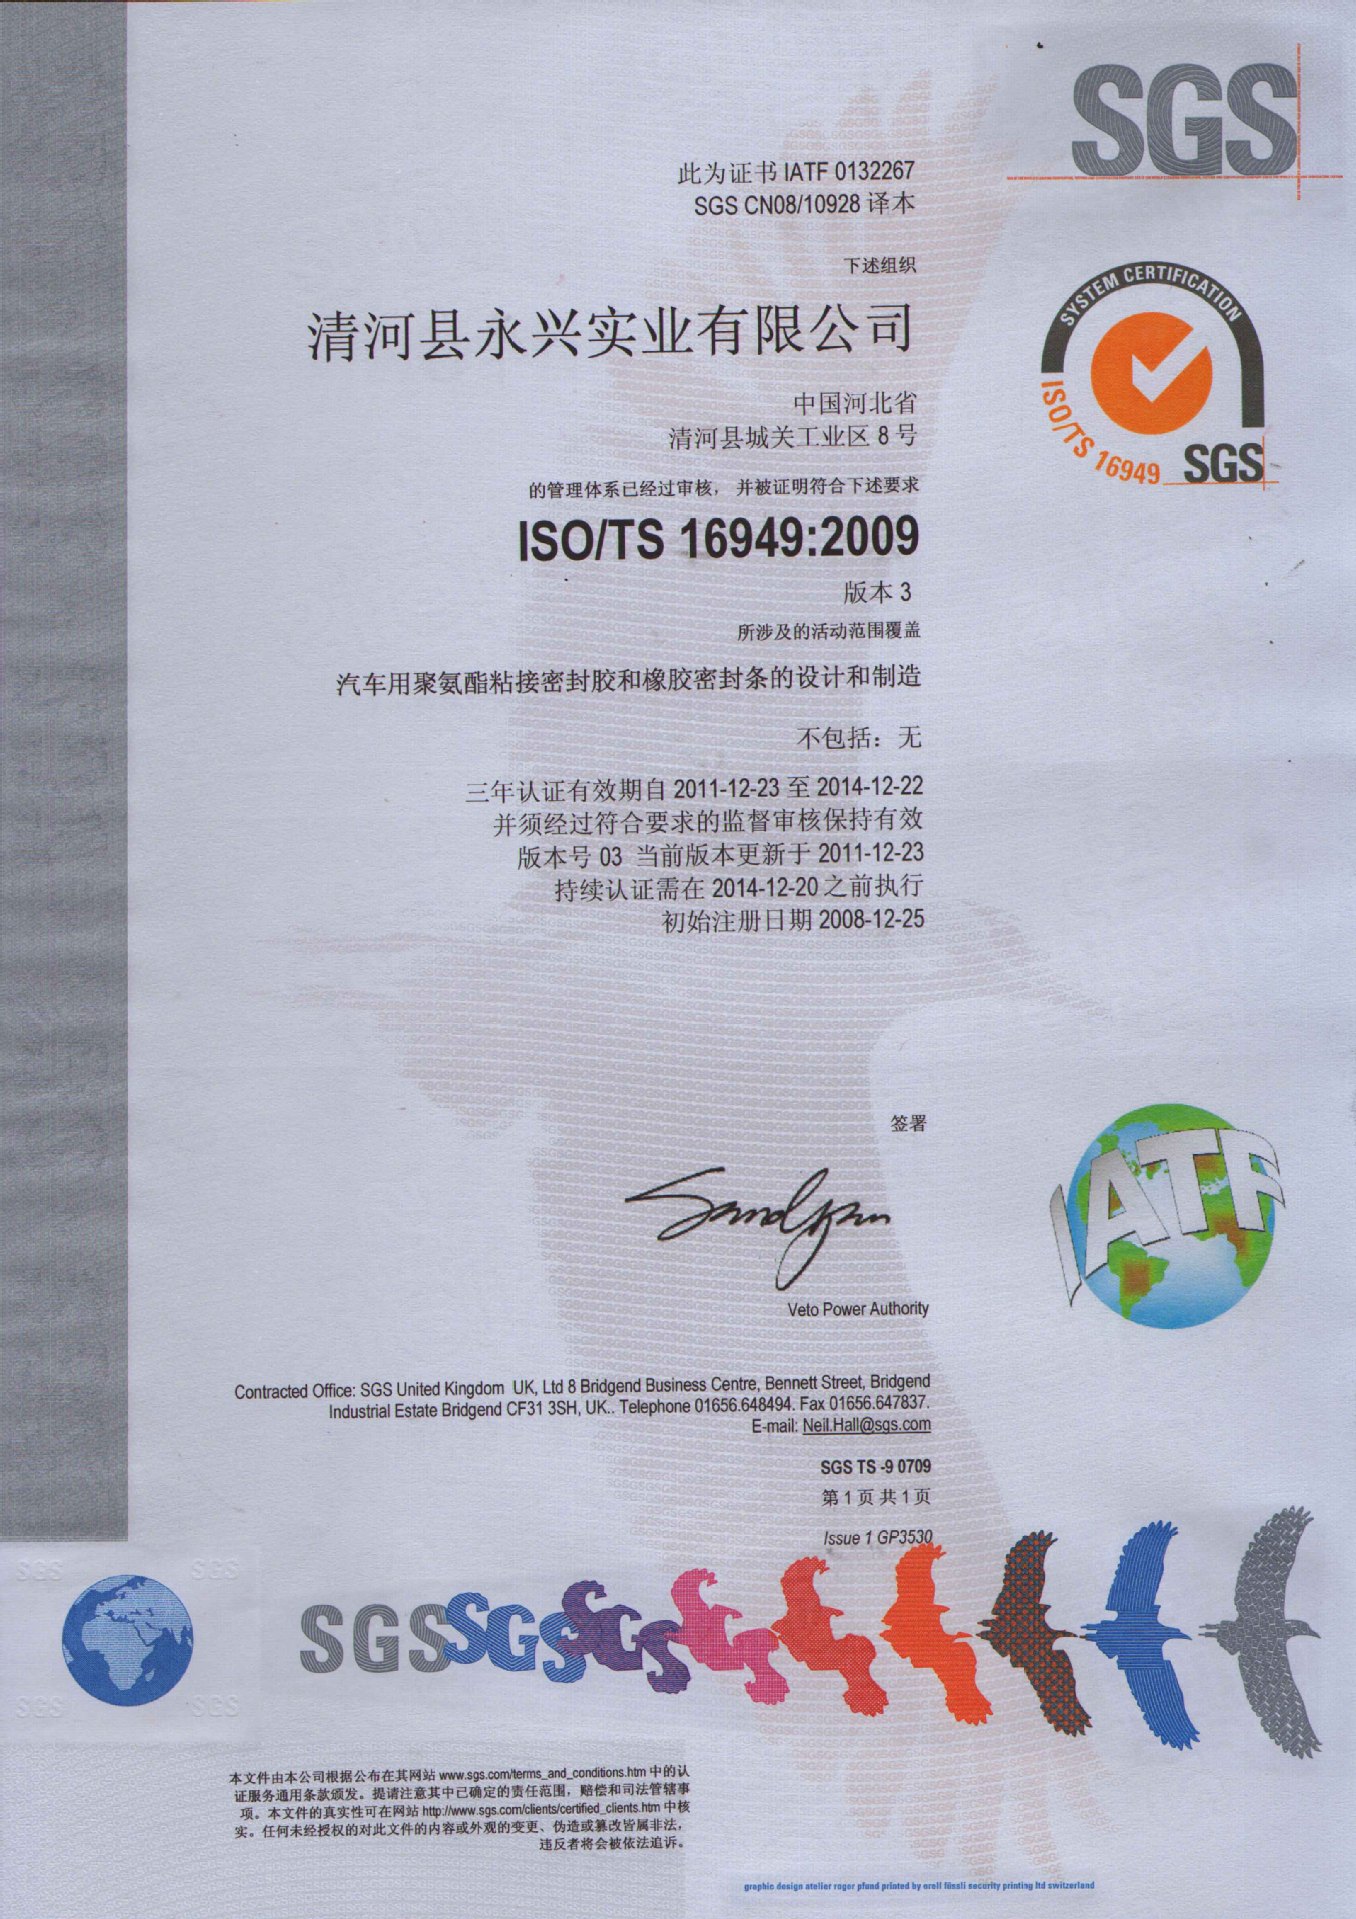 SGS
此为证书 IATF 0132267
SGS CN08/10928 译本
下述组织
清河县永兴实业有限公司
SYSTEM CERTIFICATION
ISO/TS 16949
SGS
中国河北省
清河县城关工业区 8 号
的管理体系已经过审核， 并被证明符合下述要求
ISO/TS 16949:2009
版本 3
所涉及的活动范围覆盖
汽车用聚氨酯粘接密封胶和橡胶密封条的设计和制造
不包括：无
三年认证有效期自 2011-12-23 至 2014-12-22
并须经过符合要求的监督审核保持有效
版本号 03 当前版本更新于 2011-12-23
持续认证需在 2014-12-20 之前执行
初始注册日期 2008-12-25
签署
IATF
Veto Power Authority
Contracted Office: SGS United Kingdom UK, Ltd 8 Bridgend Business Centre, Bennett Street, Bridgend
Industrial Estate Bridgend CF31 3SH, UK.. Telephone 01656.648494. Fax 01656.647837.
E-mail: Neil.Hall@sgs.com
SGS TS -9 0709
第 1 页 共 1 页
Issue 1 GP3530
SGS SGS
SGS SGS
SGS SGS SGS
本文件由本公司根据公布在其网站 www.sgs.com/terms_and_conditions.htm 中的认
证服务通用条款颁发。提请注意其中已确定的责任范围，赔偿和司法管辖事
项。本文件的真实性可在网站 http://www.sgs.com/clients/certified_clients.htm 中核
实。任何未经授权的对此文件的内容或外观的变更、伪造或篡改皆属非法，
违反者将会被依法追诉。
graphic design atelier roger pfund printed by orell füssli security printing ltd switzerland